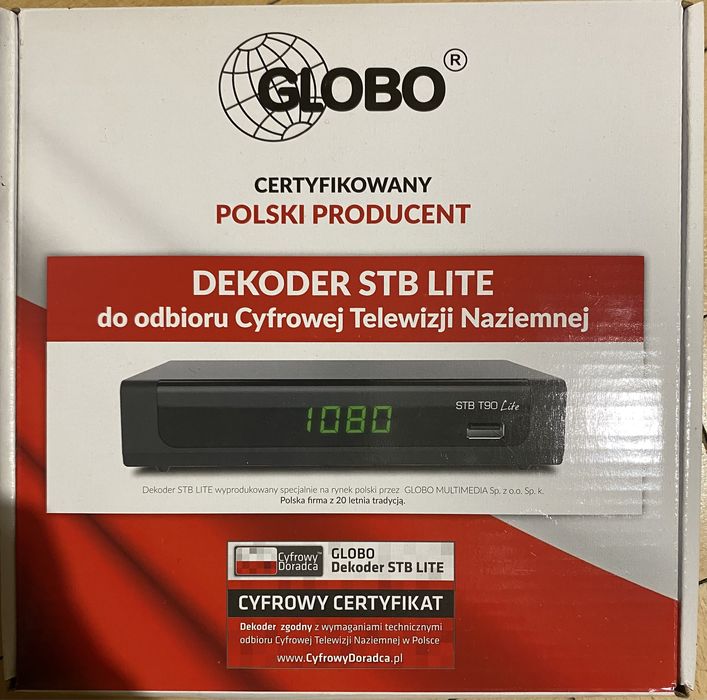 GLOBO®
CERTYFIKOWANY
POLSKI PRODUCENT
DEKODER STB LITE
do odbioru Cyfrowej Telewizji Naziemnej
1080
STB T90 Lite
Dekoder STB LITE wyprodukowany specjalnie na rynek polski przez GLOBO MULTIMEDIA Sp. z o.o. Sp. k.
Polska firma z 20 letnia tradycją.
Cyfrowy™
Doradca
GLOBO
Dekoder STB LITE
CYFROWY CERTYFIKAT
Dekoder zgodny z wymaganiami technicznymi
odbioru Cyfrowej Telewizji Naziemnej w Polsce
www.CyfrowyDoradca.pl